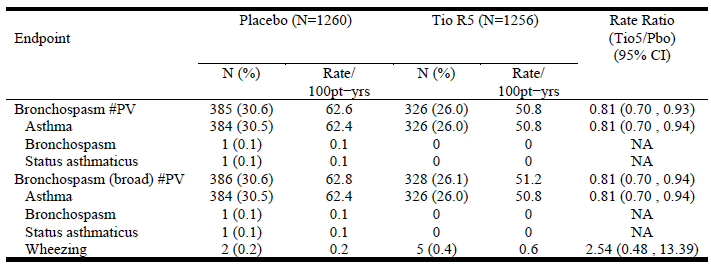 Endpoint Placebo (N=1260) Tio R5 (N=1256) Rate Ratio (Tio5/Pbo) (95% CI)
N (%) Rate/ 100pt−yrs N (%) Rate/ 100pt−yrs
Bronchospasm #PV 385 (30.6) 62.6 326 (26.0) 50.8 0.81 (0.70 , 0.93)
Asthma 384 (30.5) 62.4 326 (26.0) 50.8 0.81 (0.70 , 0.94)
Bronchospasm 1 (0.1) 0.1 0 0 NA
Status asthmaticus 1 (0.1) 0.1 0 0 NA
Bronchospasm (broad) #PV 386 (30.6) 62.8 328 (26.1) 51.2 0.81 (0.70 , 0.94)
Asthma 384 (30.5) 62.4 326 (26.0) 50.8 0.81 (0.70 , 0.94)
Bronchospasm 1 (0.1) 0.1 0 0 NA
Status asthmaticus 1 (0.1) 0.1 0 0 NA
Wheezing 2 (0.2) 0.2 5 (0.4) 0.6 2.54 (0.48 , 13.39)